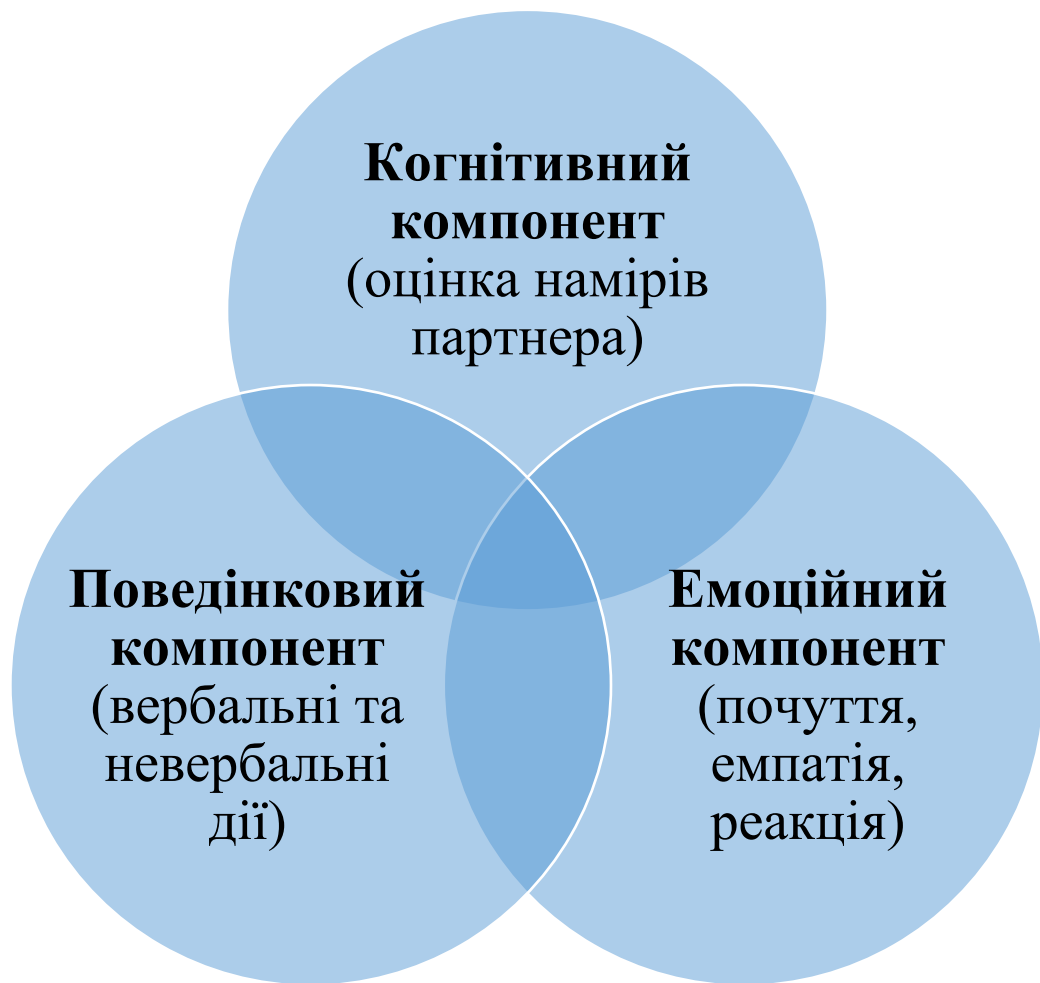 Когнітивний
компонент
(оцінка намірів
партнера)
Поведінковий
компонент
(вербальні та
невербальні
дії)
Емоційний
компонент
(почуття,
емпатія,
реакція)